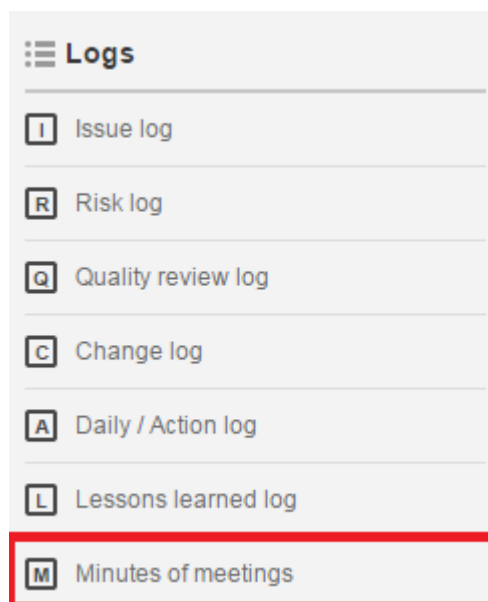 Logs
I Issue log
R Risk log
Q Quality review log
C Change log
A Daily / Action log
L Lessons learned log
M Minutes of meetings